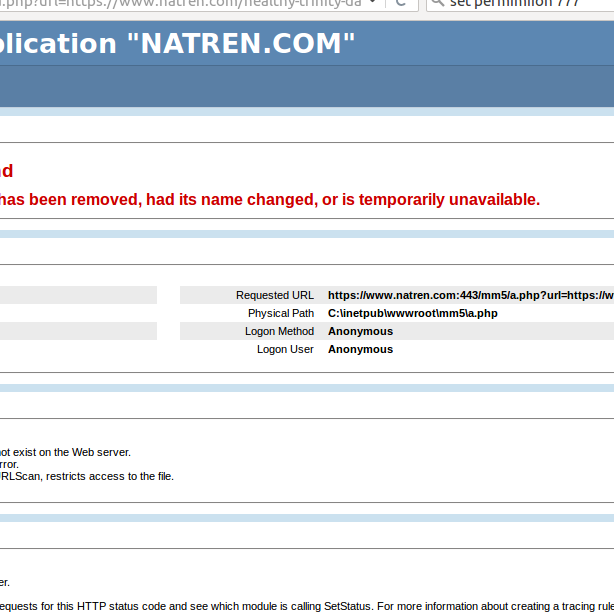 .php?url=https://www.natren.com/healthy-trinity-da
set permimiion 777
plication "NATREN.COM"
nd
has been removed, had its name changed, or is temporarily unavailable.
Requested URL https://www.natren.com:443/mm5/a.php?url=https://w
Physical Path C:\inetpub\wwwroot\mm5\a.php
Logon Method Anonymous
Logon User Anonymous
not exist on the Web server.
rror.
RLScan, restricts access to the file.
er.
equests for this HTTP status code and see which module is calling SetStatus. For more information about creating a tracing rule